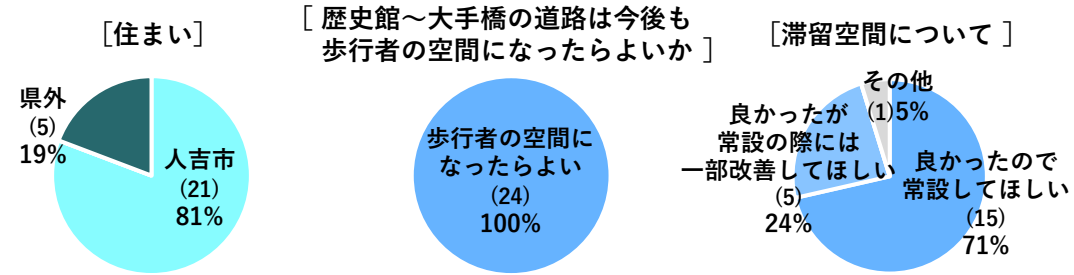 ［住まい］
県外
(5)
19%
人吉市
(21)
81%
［ 歴史館～大手橋の道路は今後も
歩行者の空間になったらよいか ］
歩行者の空間に
なったらよい
(24)
100%
［滞留空間について ］
その他
(1)5%
良かったが
常設の際には
一部改善してほしい
(5)
24%
良かったので
常設してほしい
(15)
71%